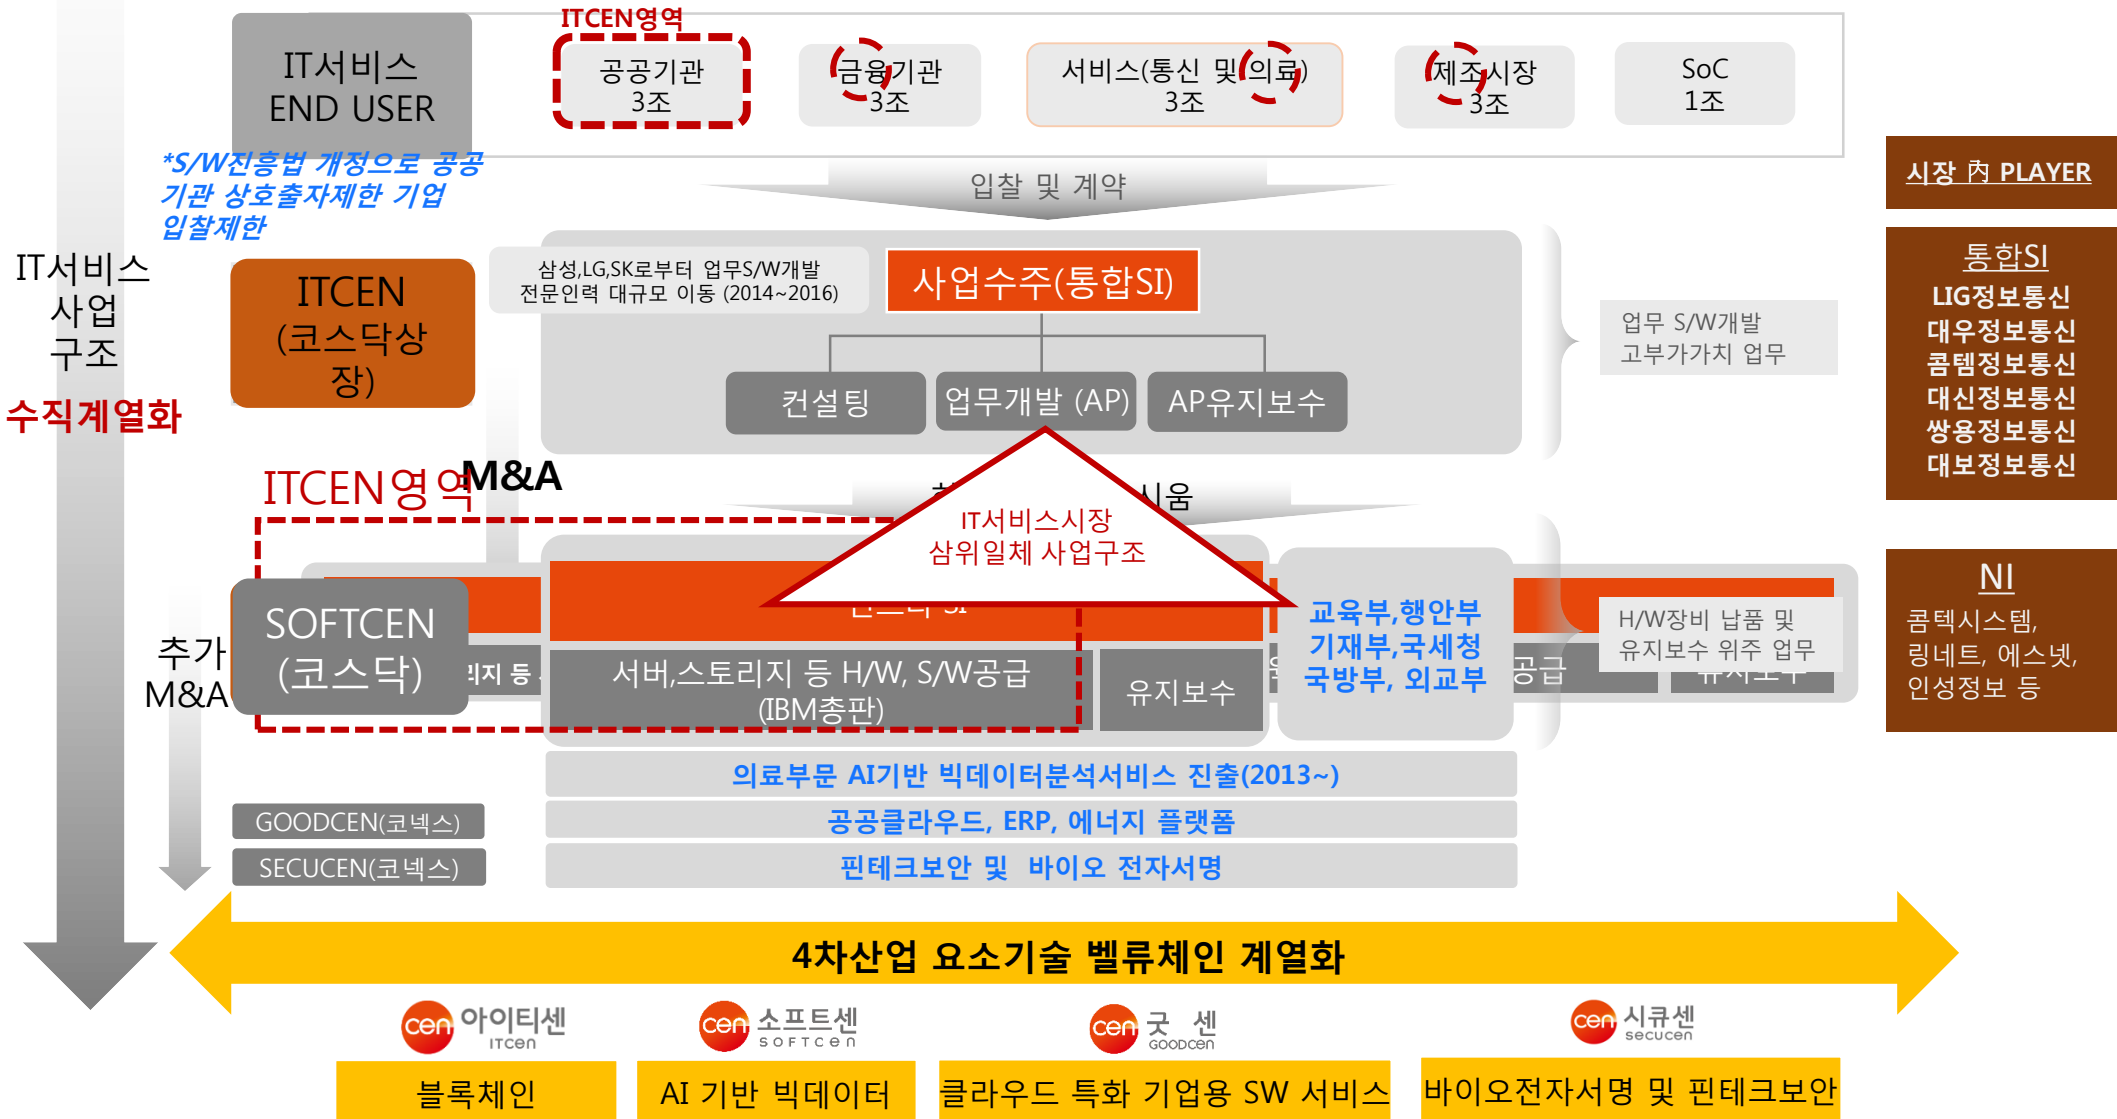 ITCEN영역
IT서비스
END USER
공공기관
3조
금융기관
3조
서비스(통신 및 의료)
3조
제조시장
3조
SoC
1조
*S/W진흥법 개정으로 공공
기관 상호출자제한 기업
입찰제한
입찰 및 계약
시장 內 PLAYER
IT서비스
사업
구조
수직계열화
ITCEN
(코스닥상
장)
삼성,LG,SK로부터 업무S/W개발
전문인력 대규모 이동 (2014~2016)
사업수주(통합SI)
컨설팅
업무개발 (AP)
AP유지보수
업무 S/W개발
고부가가치 업무
통합SI
LIG정보통신
대우정보통신
콤템정보통신
대신정보통신
쌍용정보통신
대보정보통신
M&A
ITCEN영역
시움
IT서비스시장
삼위일체 사업구조
SI
추가
M&A
SOFTCEN
(코스닥)
리지 등
서버,스토리지 등 H/W, S/W공급
(IBM총판)
유지보수
교육부,행안부
기재부,국세청
국방부, 외교부
공급
유지보수
H/W장비 납품 및
유지보수 위주 업무
NI
콤텍시스템,
링네트, 에스넷,
인성정보 등
의료부문 AI기반 빅데이터분석서비스 진출(2013~)
GOODCEN(코넥스)
공공클라우드, ERP, 에너지 플랫폼
SECUCEN(코넥스)
핀테크보안 및 바이오 전자서명
4차산업 요소기술 벨류체인 계열화
cen 아이티센
ITcen
cen 소프트센
SOFTcen
cen 굿 센
GOODcen
cen 시큐센
secucen
블록체인
AI 기반 빅데이터
클라우드 특화 기업용 SW 서비스
바이오전자서명 및 핀테크보안